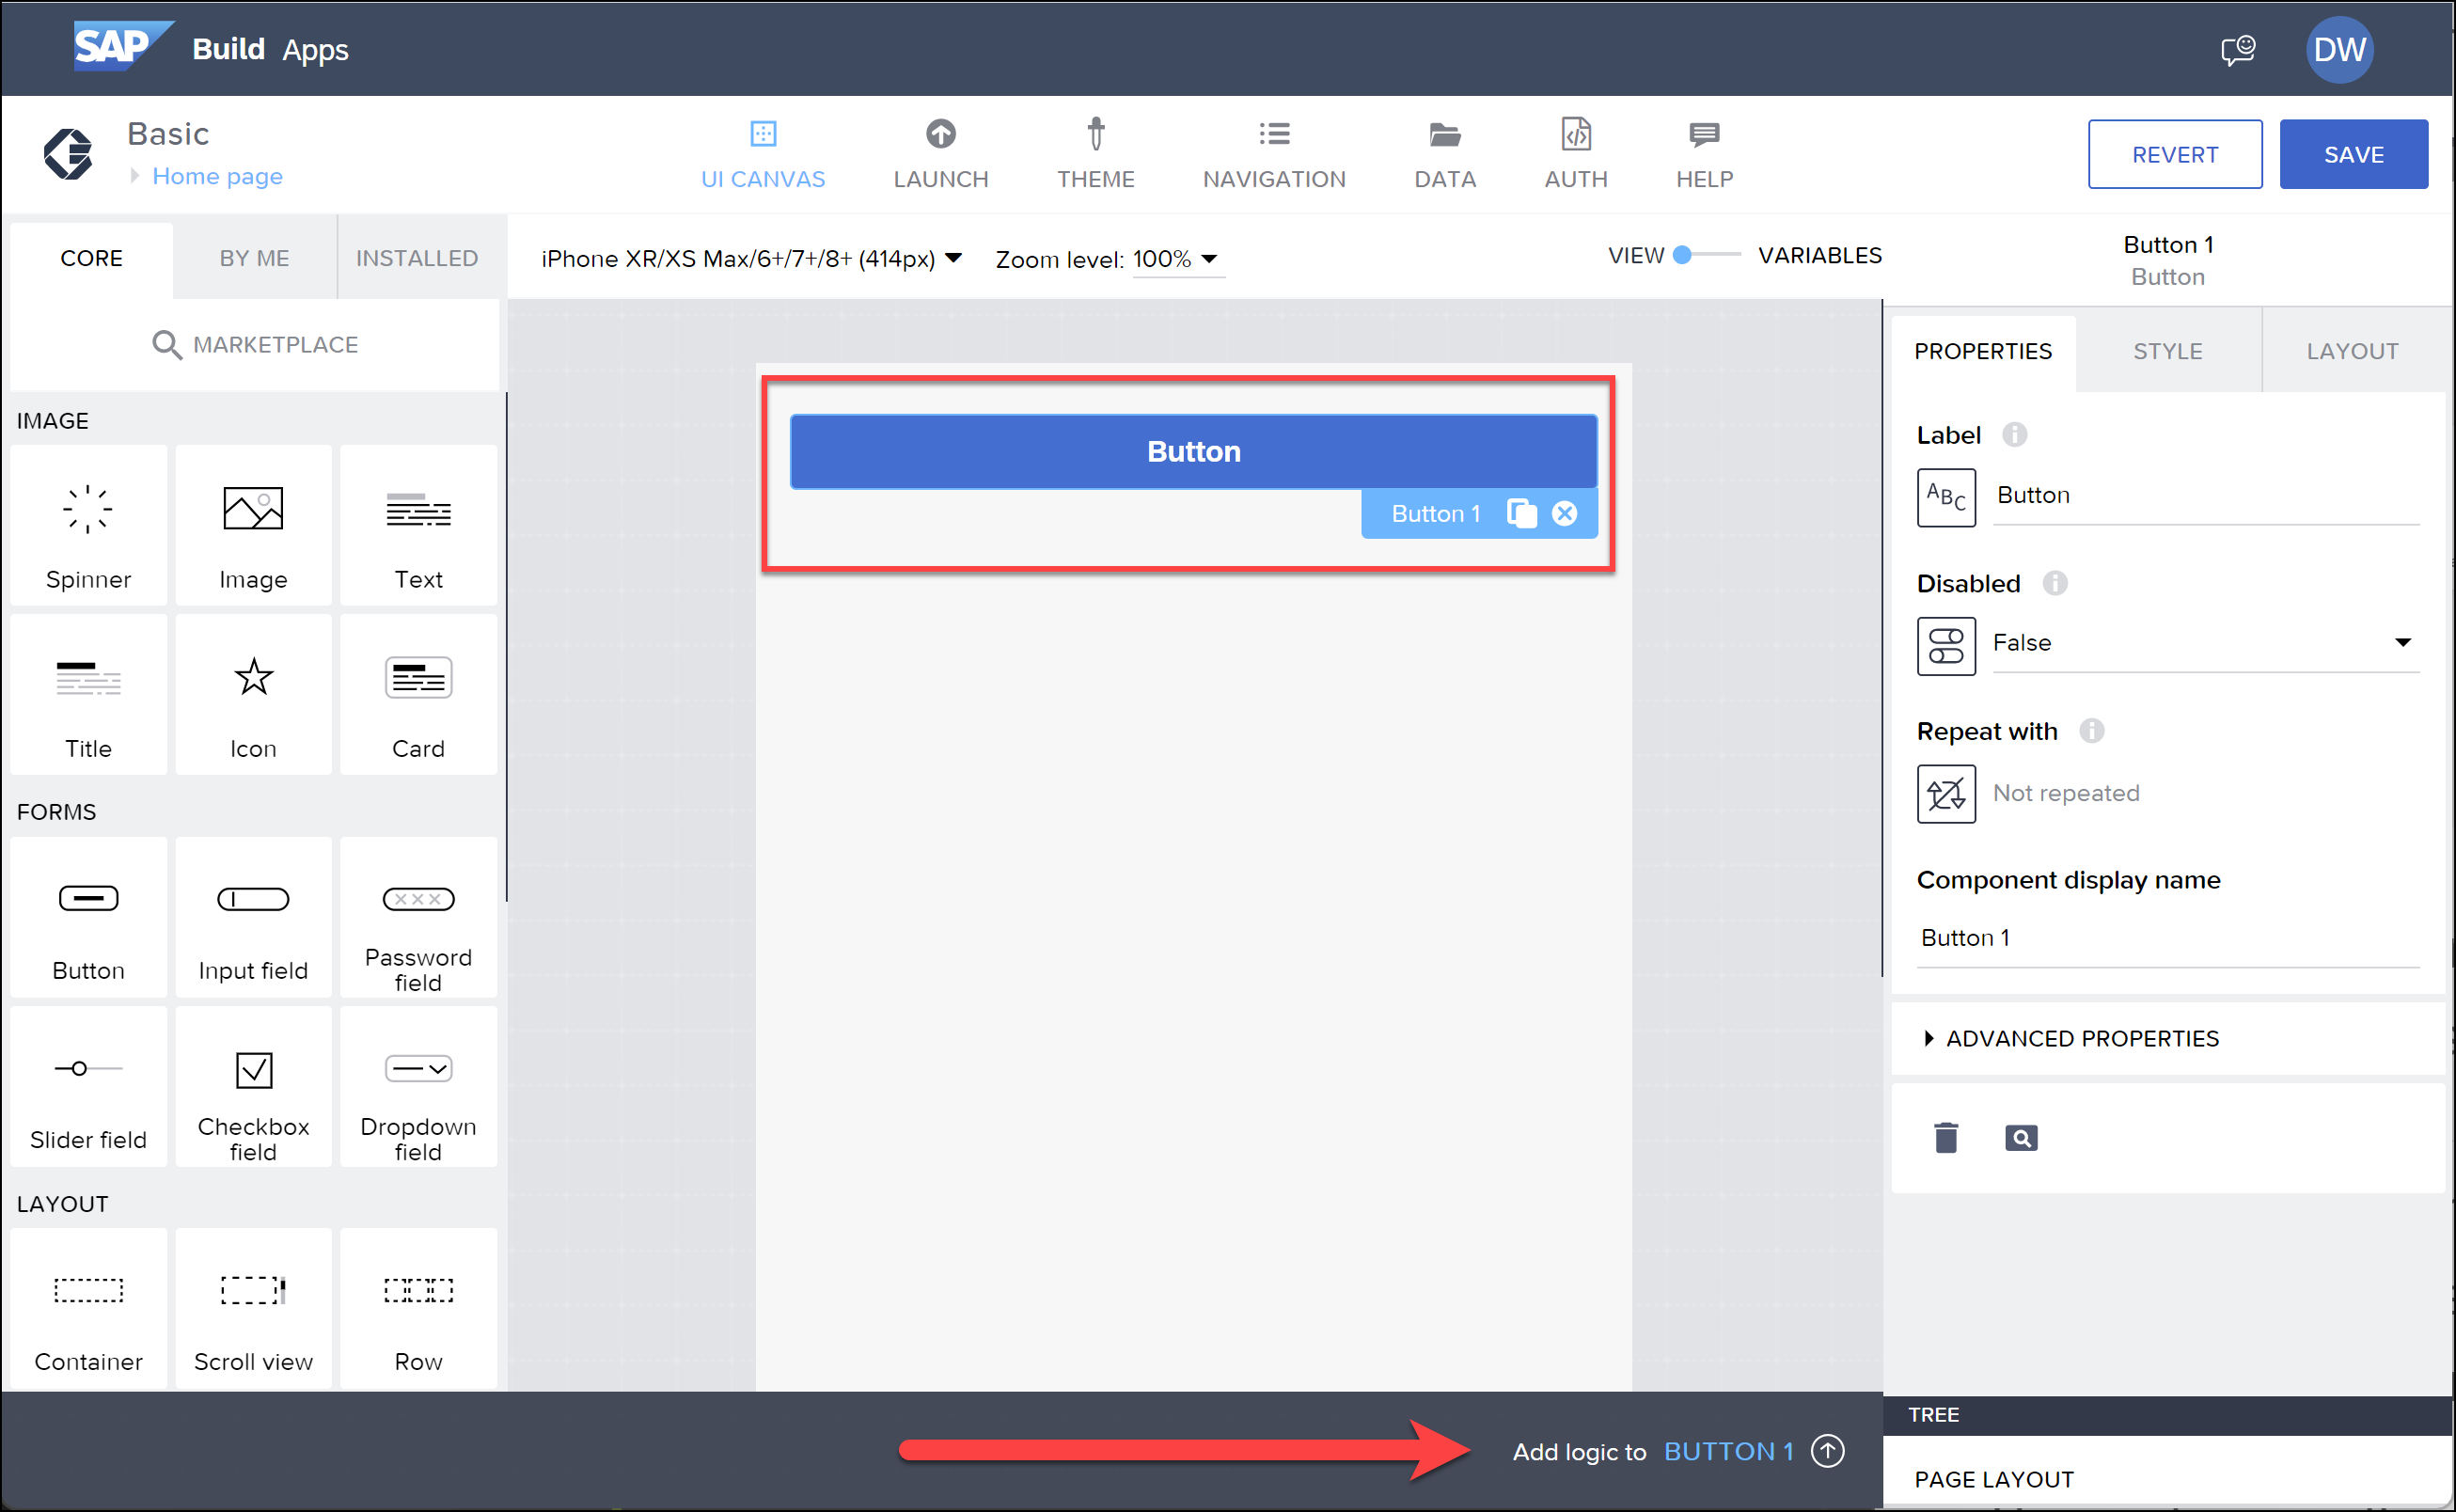 SAP Build Apps
DW
Basic
Home page
UI CANVAS
LAUNCH
THEME
NAVIGATION
DATA
AUTH
HELP
REVERT
SAVE
CORE
BY ME
INSTALLED
MARKETPLACE
iPhone XR/XS Max/6+/7+/8+ (414px)
Zoom level: 100%
VIEW
VARIABLES
Button 1
Button
IMAGE
Spinner
Image
Text
Title
Icon
Card
FORMS
Button
Input field
Password
field
Slider field
Checkbox
field
Dropdown
field
LAYOUT
Container
Scroll view
Row
Button
Button 1
Add logic to BUTTON 1
PROPERTIES
STYLE
LAYOUT
Label
ABC
Button
Disabled
False
Repeat with
Not repeated
Component display name
Button 1
ADVANCED PROPERTIES
TREE
PAGE LAYOUT